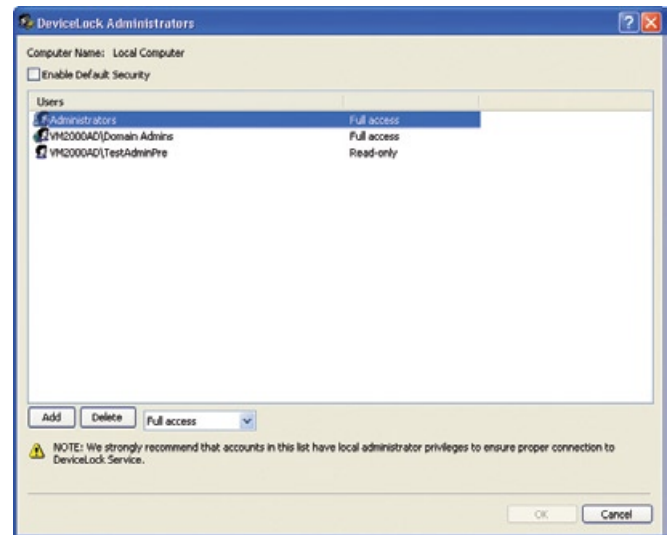 DeviceLock Administrators
Computer Name: Local Computer
Enable Default Security
Users
Administrators Full access
VM2000AD\Domain Admins Full access
VM2000AD\TestAdminPre Read-only
Add Delete Full access
NOTE: We strongly recommend that accounts in this list have local administrator privileges to ensure proper connection to
DeviceLock Service.
OK Cancel